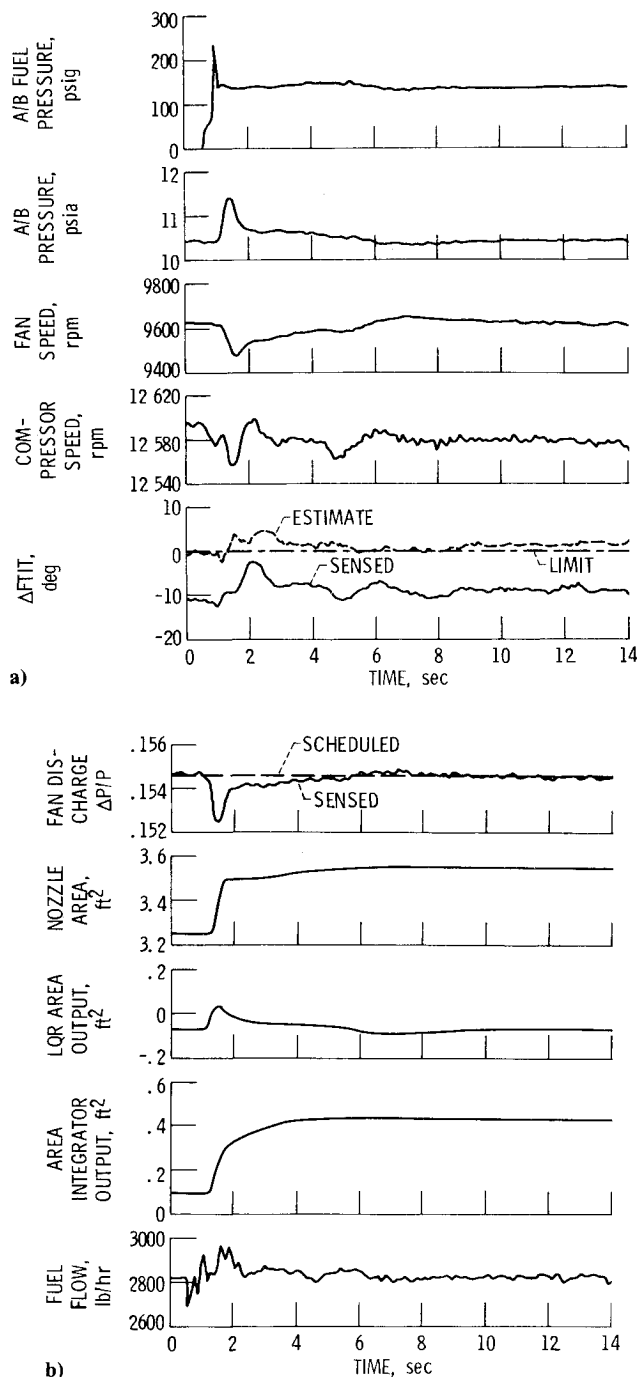 300
200
100
0
A/B FUEL
PRESSURE,
psig
12
11
10
A/B
PRESSURE,
psia
9800
9600
9400
FAN
SPEED,
rpm
12 620
12 580
12 540
COM-
PRESSOR
SPEED,
rpm
10
0
-10
-20
ΔFTIT,
deg
ESTIMATE
SENSED
LIMIT
0 2 4 6 8 10 12 14
TIME, sec
a)
.156
.154
.152
FAN DIS-
CHARGE
ΔP/P
SCHEDULED
SENSED
3.6
3.4
3.2
NOZZLE
AREA,
ft2
.2
0
-.2
LQR AREA
OUTPUT,
ft2
.6
.4
.2
0
AREA
INTEGRATOR
OUTPUT, ft2
3000
2800
2600
FUEL
FLOW,
lb/hr
0 2 4 6 8 10 12 14
TIME, sec
b)